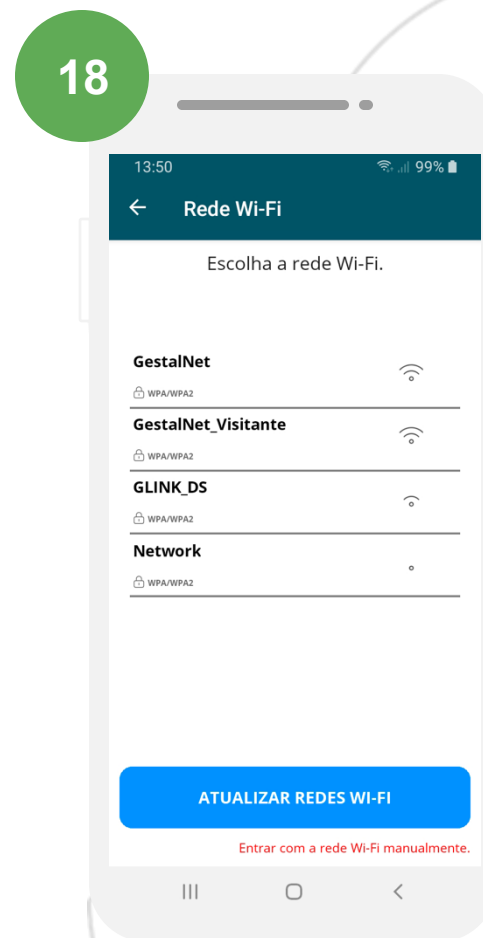 18
13:50
99%
Rede Wi-Fi
Escolha a rede Wi-Fi.
GestalNet
WPA/WPA2
GestalNet_Visitante
WPA/WPA2
GLINK_DS
WPA/WPA2
Network
WPA/WPA2
ATUALIZAR REDES WI-FI
Entrar com a rede Wi-Fi manualmente.